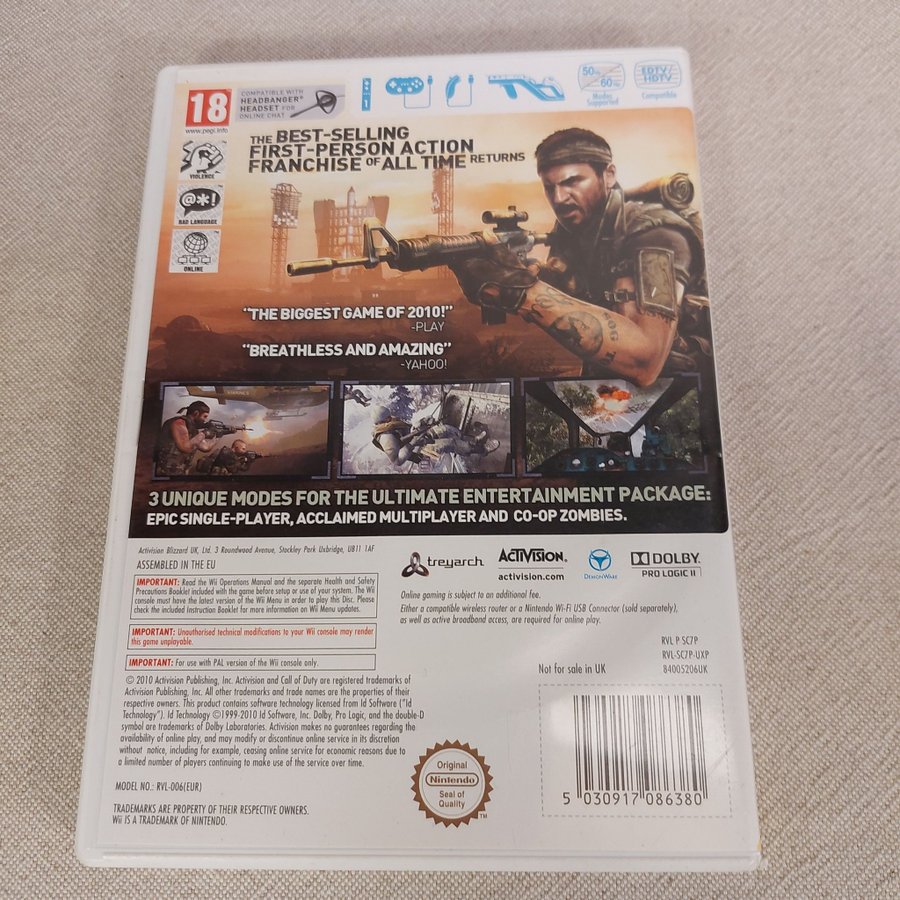 18
www.pegi.info
COMPATIBLE WITH
HEADBANGER®
HEADSET FOR
ONLINE CHAT
1
50Hz
60Hz
Modes
Supported
EDTV/
HDTV
Compatible
VIOLENCE
@*!
BAD LANGUAGE
ONLINE
THE BEST-SELLING
FIRST-PERSON ACTION
FRANCHISE OF ALL TIME RETURNS
"THE BIGGEST GAME OF 2010!"
-PLAY
"BREATHLESS AND AMAZING"
-YAHOO!
3 UNIQUE MODES FOR THE ULTIMATE ENTERTAINMENT PACKAGE:
EPIC SINGLE-PLAYER, ACCLAIMED MULTIPLAYER AND CO-OP ZOMBIES.
Activision Blizzard UK, Ltd. 3 Roundwood Avenue, Stockley Park Uxbridge, UB11 1AF
ASSEMBLED IN THE EU
IMPORTANT: Read the Wii Operations Manual and the separate Health and Safety
Precautions Booklet included with the game before setup or use of your system. The Wii
console must have the latest version of the Wii Menu in order to play this Disc. Please
check the included Instruction Booklet for more information on Wii Menu updates.
IMPORTANT: Unauthorised technical modifications to your Wii console may render
this game unplayable.
IMPORTANT: For use with PAL version of the Wii console only.
© 2010 Activision Publishing, Inc. Activision and Call of Duty are registered trademarks of
Activision Publishing, Inc. All other trademarks and trade names are the properties of their
respective owners. This product contains software technology licensed from Id Software ("Id
Technology"). Id Technology ©1999-2010 Id Software, Inc. Dolby, Pro Logic, and the double-D
symbol are trademarks of Dolby Laboratories. Activision makes no guarantees regarding the
availability of online play, and may modify or discontinue online service in its discretion
without notice, including for example, ceasing online service for economic reasons due to
a limited number of players continuing to make use of the service over time.
MODEL NO.: RVL-006(EUR)
TRADEMARKS ARE PROPERTY OF THEIR RESPECTIVE OWNERS.
Wii IS A TRADEMARK OF NINTENDO.
treyarch
ACTIVISION.
activision.com
DEMONWARE
DOLBY
PRO LOGIC II
Online gaming is subject to an additional fee.
Either a compatible wireless router or a Nintendo Wi-Fi USB Connector (sold separately),
as well as active broadband access, are required for online play.
RVL P SC7P
RVL-SC7P-UXP
Not for sale in UK
84005206UK
Original
Nintendo
Seal of
Quality
TM
5 030917 086380